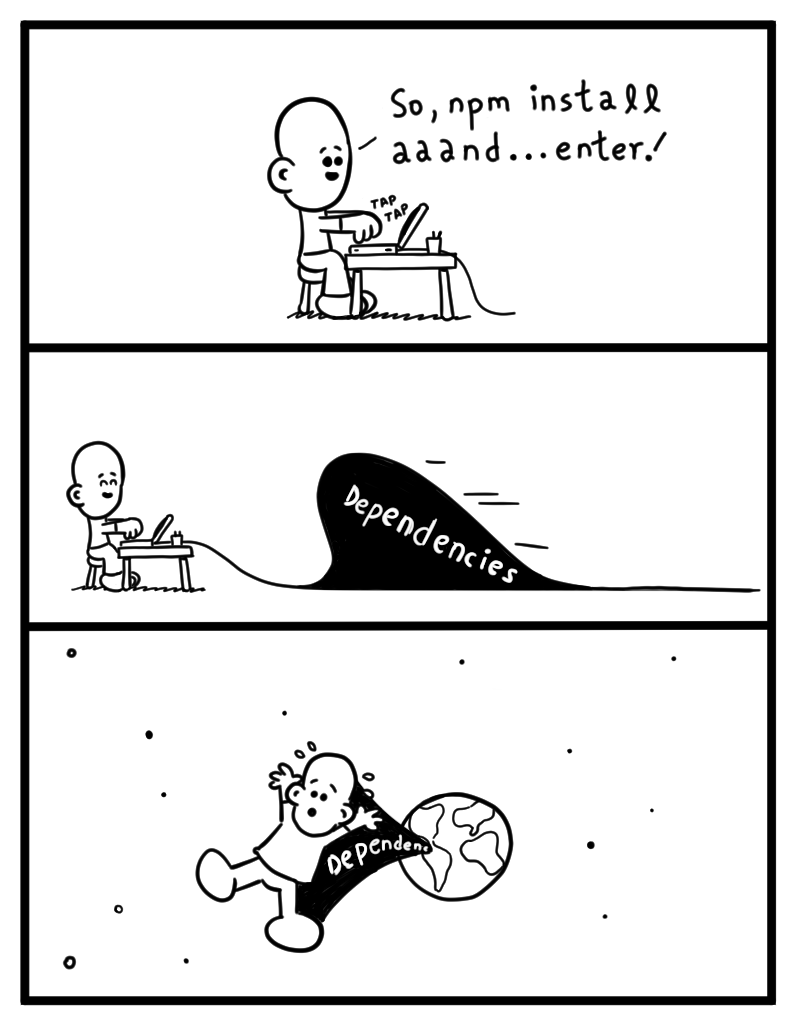 So, npm install
aaand...enter!
TAP
TAP
Dependencies
Dependenc